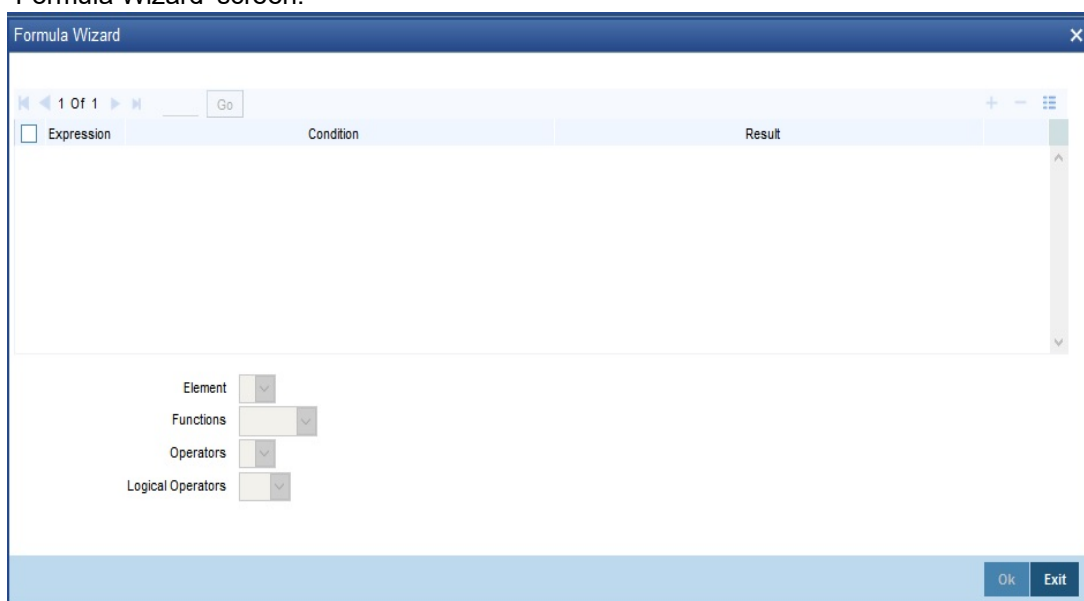 'Formula Wizard' screen.
Formula Wizard
1 Of 1 Go
Expression Condition Result
Element
Functions
Operators
Logical Operators
Ok Exit